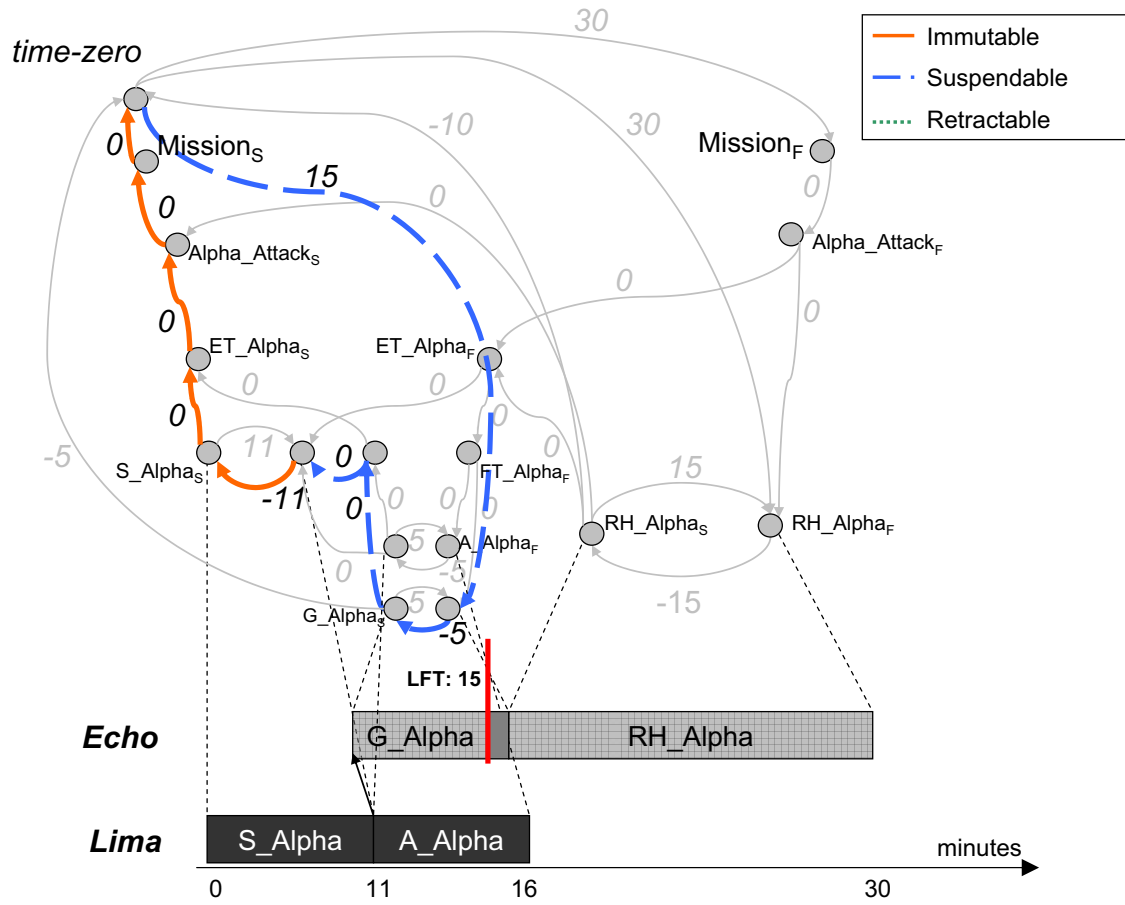 30
Immutable
Suspendable
Retractable
time-zero
0
Mission_S
-10
30
Mission_F
15
0
0
0
Alpha_Attack_S
Alpha_Attack_F
0
0
0
ET_Alpha_S
ET_Alpha_F
0
0
0
0
11
-5
0
0
15
S_Alpha_S
-11
FT_Alpha_F
0
0
0
0
RH_Alpha_S
RH_Alpha_F
5
A_Alpha_F
0
-5
-15
G_Alpha_S
5
-5
LFT: 15
Echo
G_Alpha
RH_Alpha
Lima
S_Alpha
A_Alpha
minutes
0
11
16
30